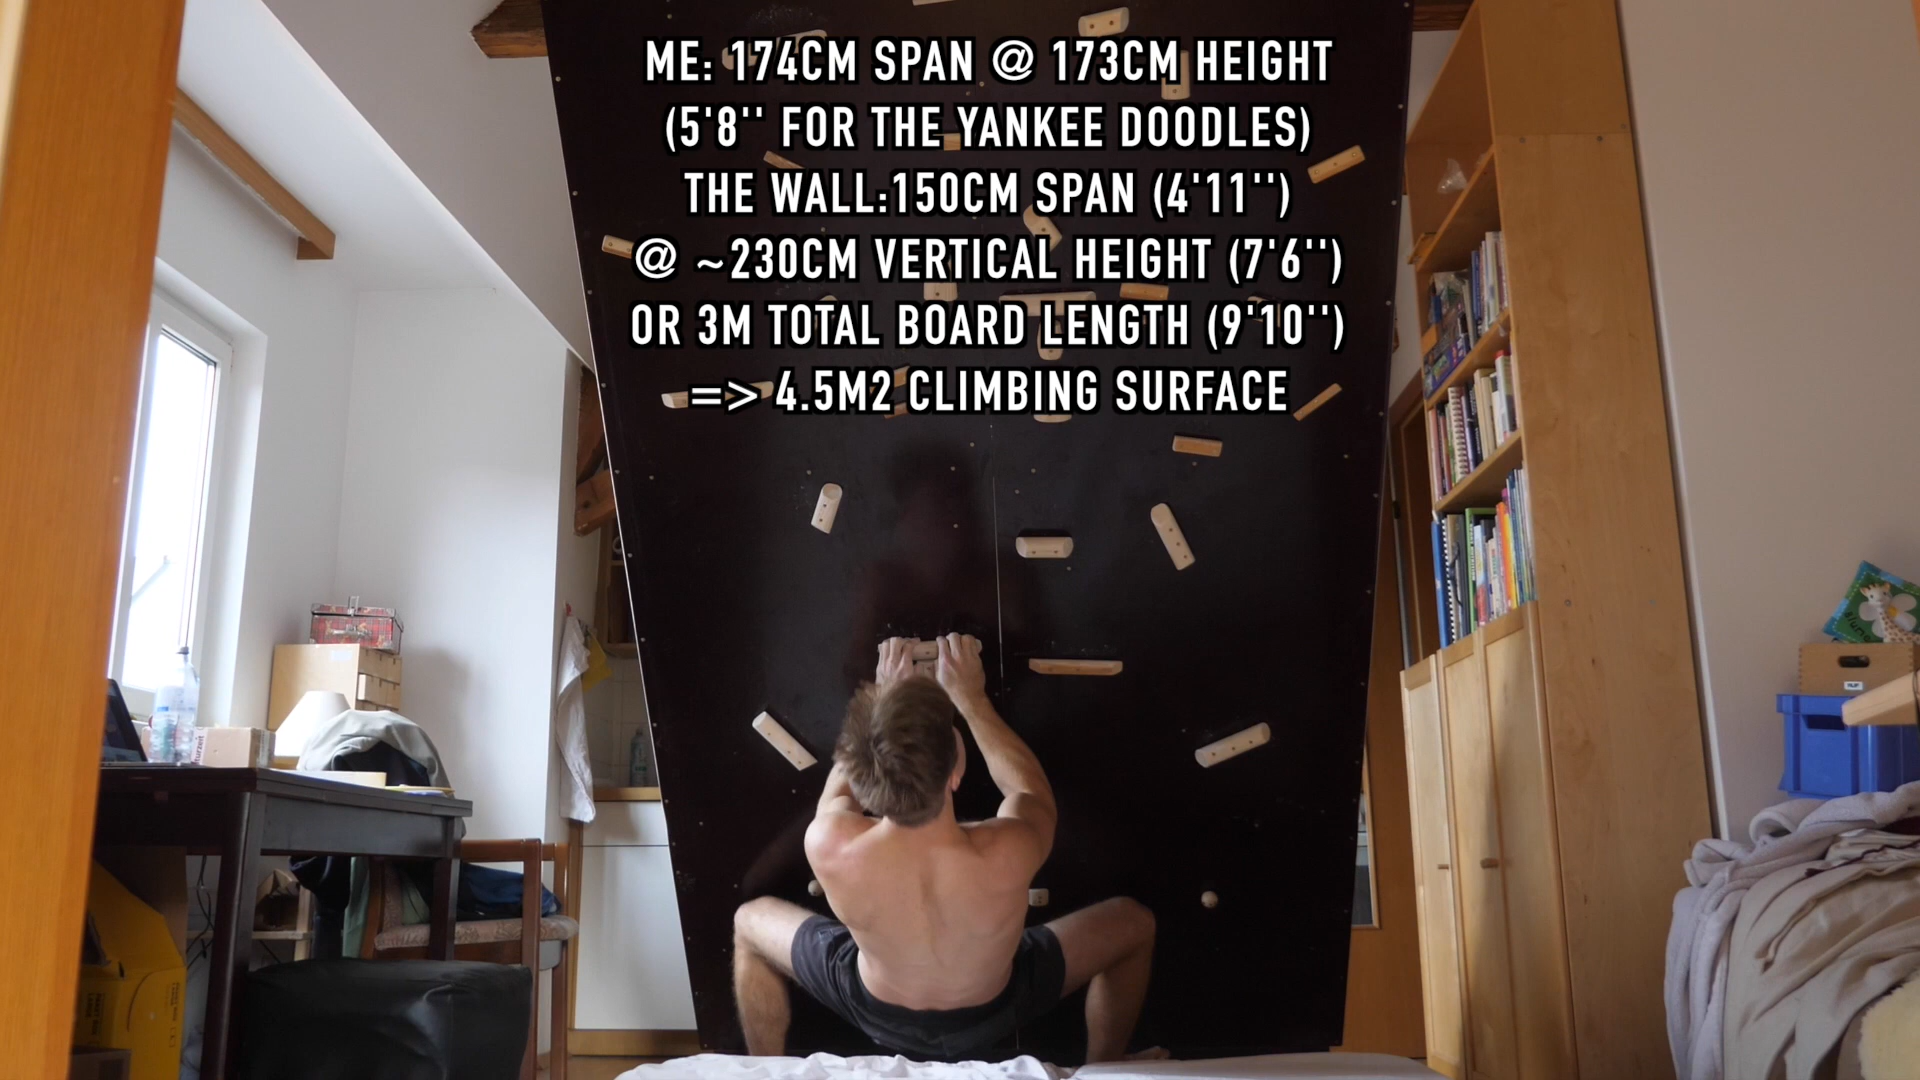 ME: 174CM SPAN @ 173CM HEIGHT
(5'8'' FOR THE YANKEE DOODLES)
THE WALL:150CM SPAN (4'11'')
@ ~230CM VERTICAL HEIGHT (7'6'')
OR 3M TOTAL BOARD LENGTH (9'10'')
=> 4.5M2 CLIMBING SURFACE